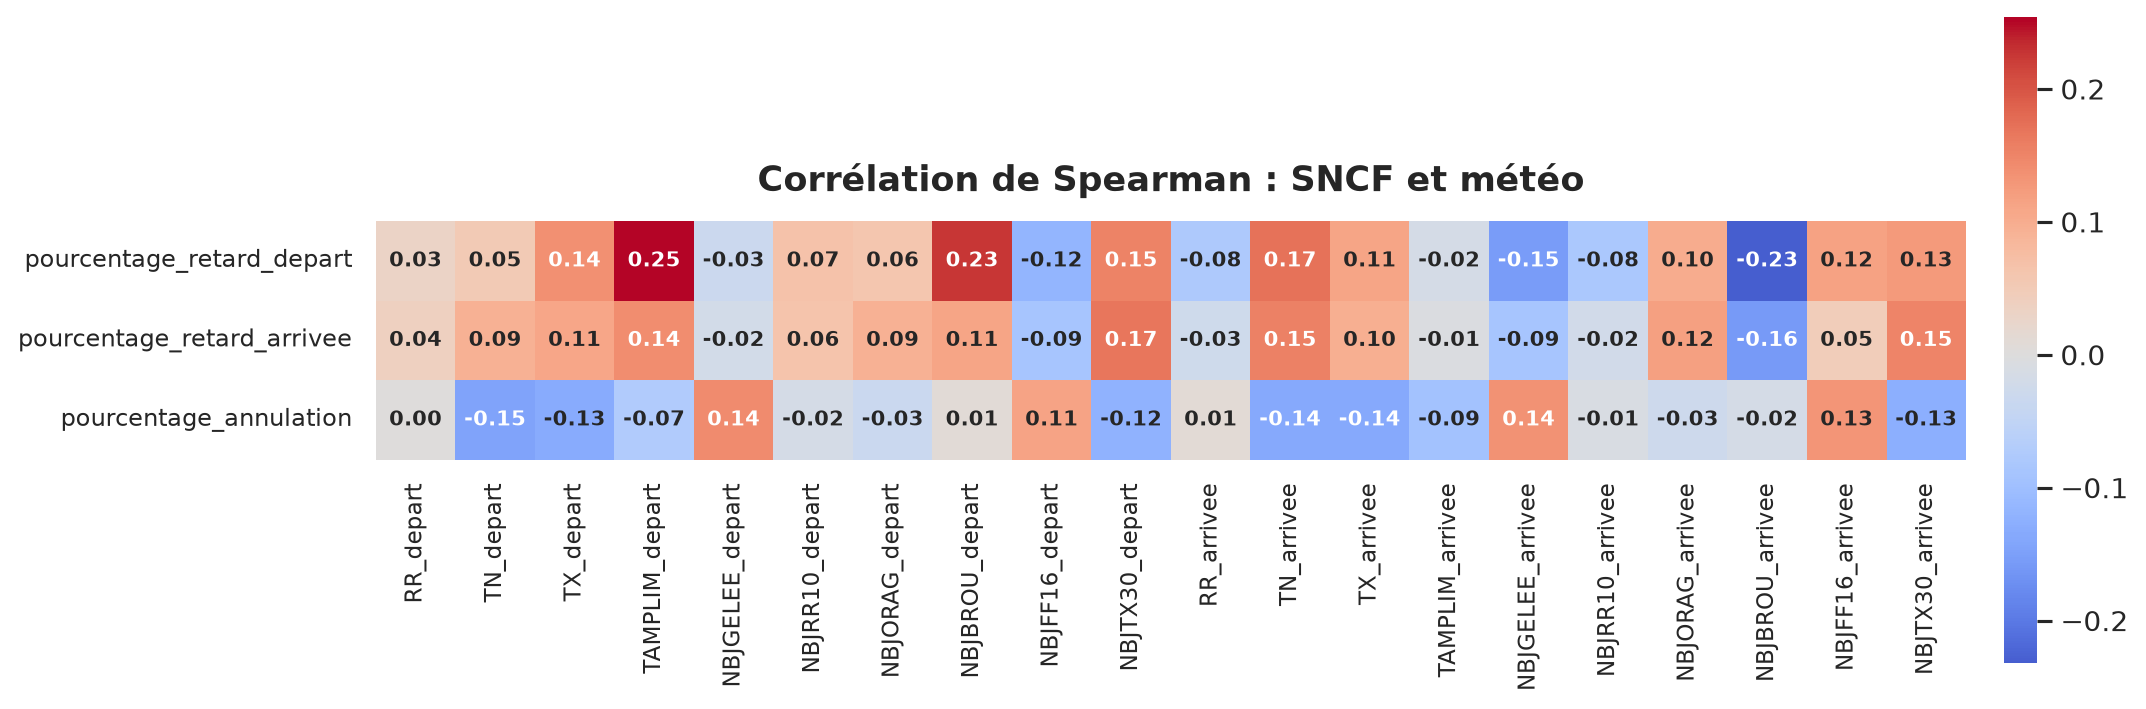 Corrélation de Spearman : SNCF et météo
pourcentage_retard_depart 0.03 0.05 0.14 0.25 -0.03 0.07 0.06 0.23 -0.12 0.15 -0.08 0.17 0.11 -0.02 -0.15 -0.08 0.10 -0.23 0.12 0.13
pourcentage_retard_arrivee 0.04 0.09 0.11 0.14 -0.02 0.06 0.09 0.11 -0.09 0.17 -0.03 0.15 0.10 -0.01 -0.09 -0.02 0.12 -0.16 0.05 0.15
pourcentage_annulation 0.00 -0.15 -0.13 -0.07 0.14 -0.02 -0.03 0.01 0.11 -0.12 0.01 -0.14 -0.14 -0.09 0.14 -0.01 -0.03 -0.02 0.13 -0.13
RR_depart
TN_depart
TX_depart
TAMPLIM_depart
NBJGELEE_depart
NBJRR10_depart
NBJORAG_depart
NBJBROU_depart
NBJFF16_depart
NBJTX30_depart
RR_arrivee
TN_arrivee
TX_arrivee
TAMPLIM_arrivee
NBJGELEE_arrivee
NBJRR10_arrivee
NBJORAG_arrivee
NBJBROU_arrivee
NBJFF16_arrivee
NBJTX30_arrivee
0.2
0.1
0.0
−0.1
−0.2